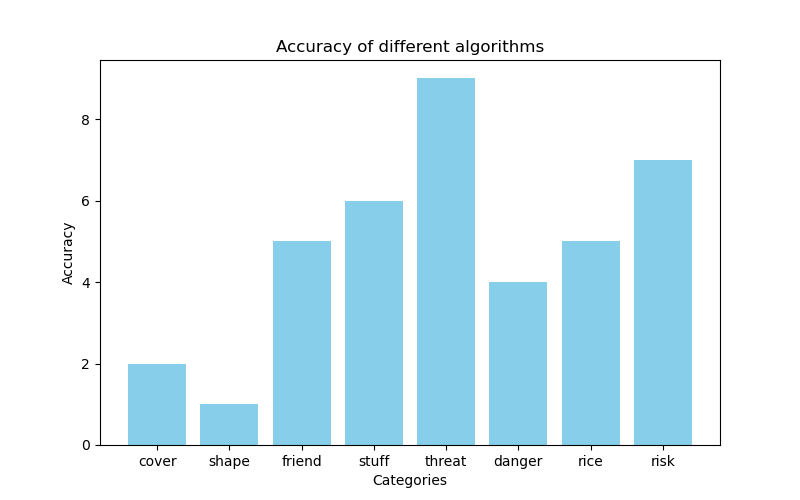 Accuracy of different algorithms
Accuracy
8
6
4
2
0
cover shape friend stuff threat danger rice risk
Categories